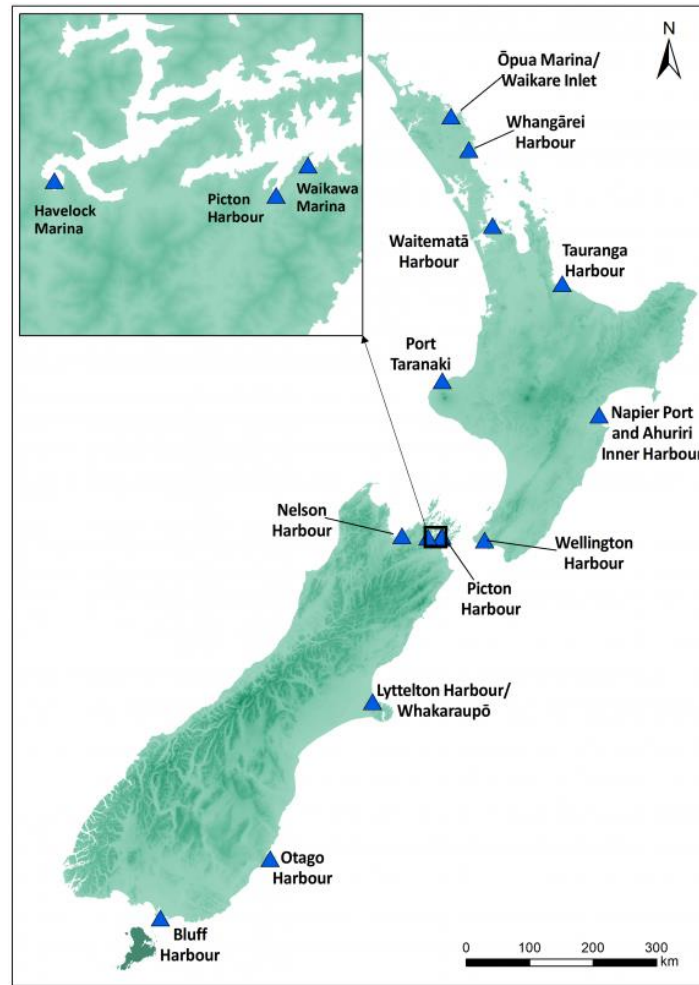 N
Ōpua Marina/
Waikare Inlet
Whangārei
Harbour
Havelock
Marina
Picton
Harbour
Waikawa
Marina
Waitematā
Harbour
Tauranga
Harbour
Port
Taranaki
Napier Port
and Ahuriri
Inner Harbour
Nelson
Harbour
Wellington
Harbour
Picton
Harbour
Lyttelton Harbour/
Whakaraupō
Otago
Harbour
Bluff
Harbour
0 100 200 300
km